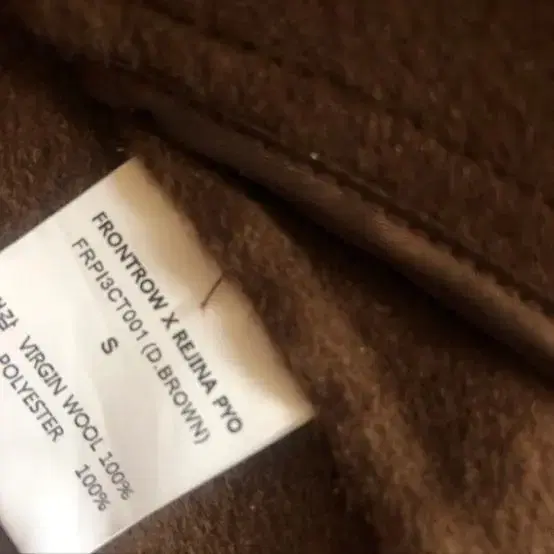 FRONTROW X REJINA PYO
FRPI3CT001 (D.BROWN)
S
VIRGIN WOOL 100%
POLYESTER 100%